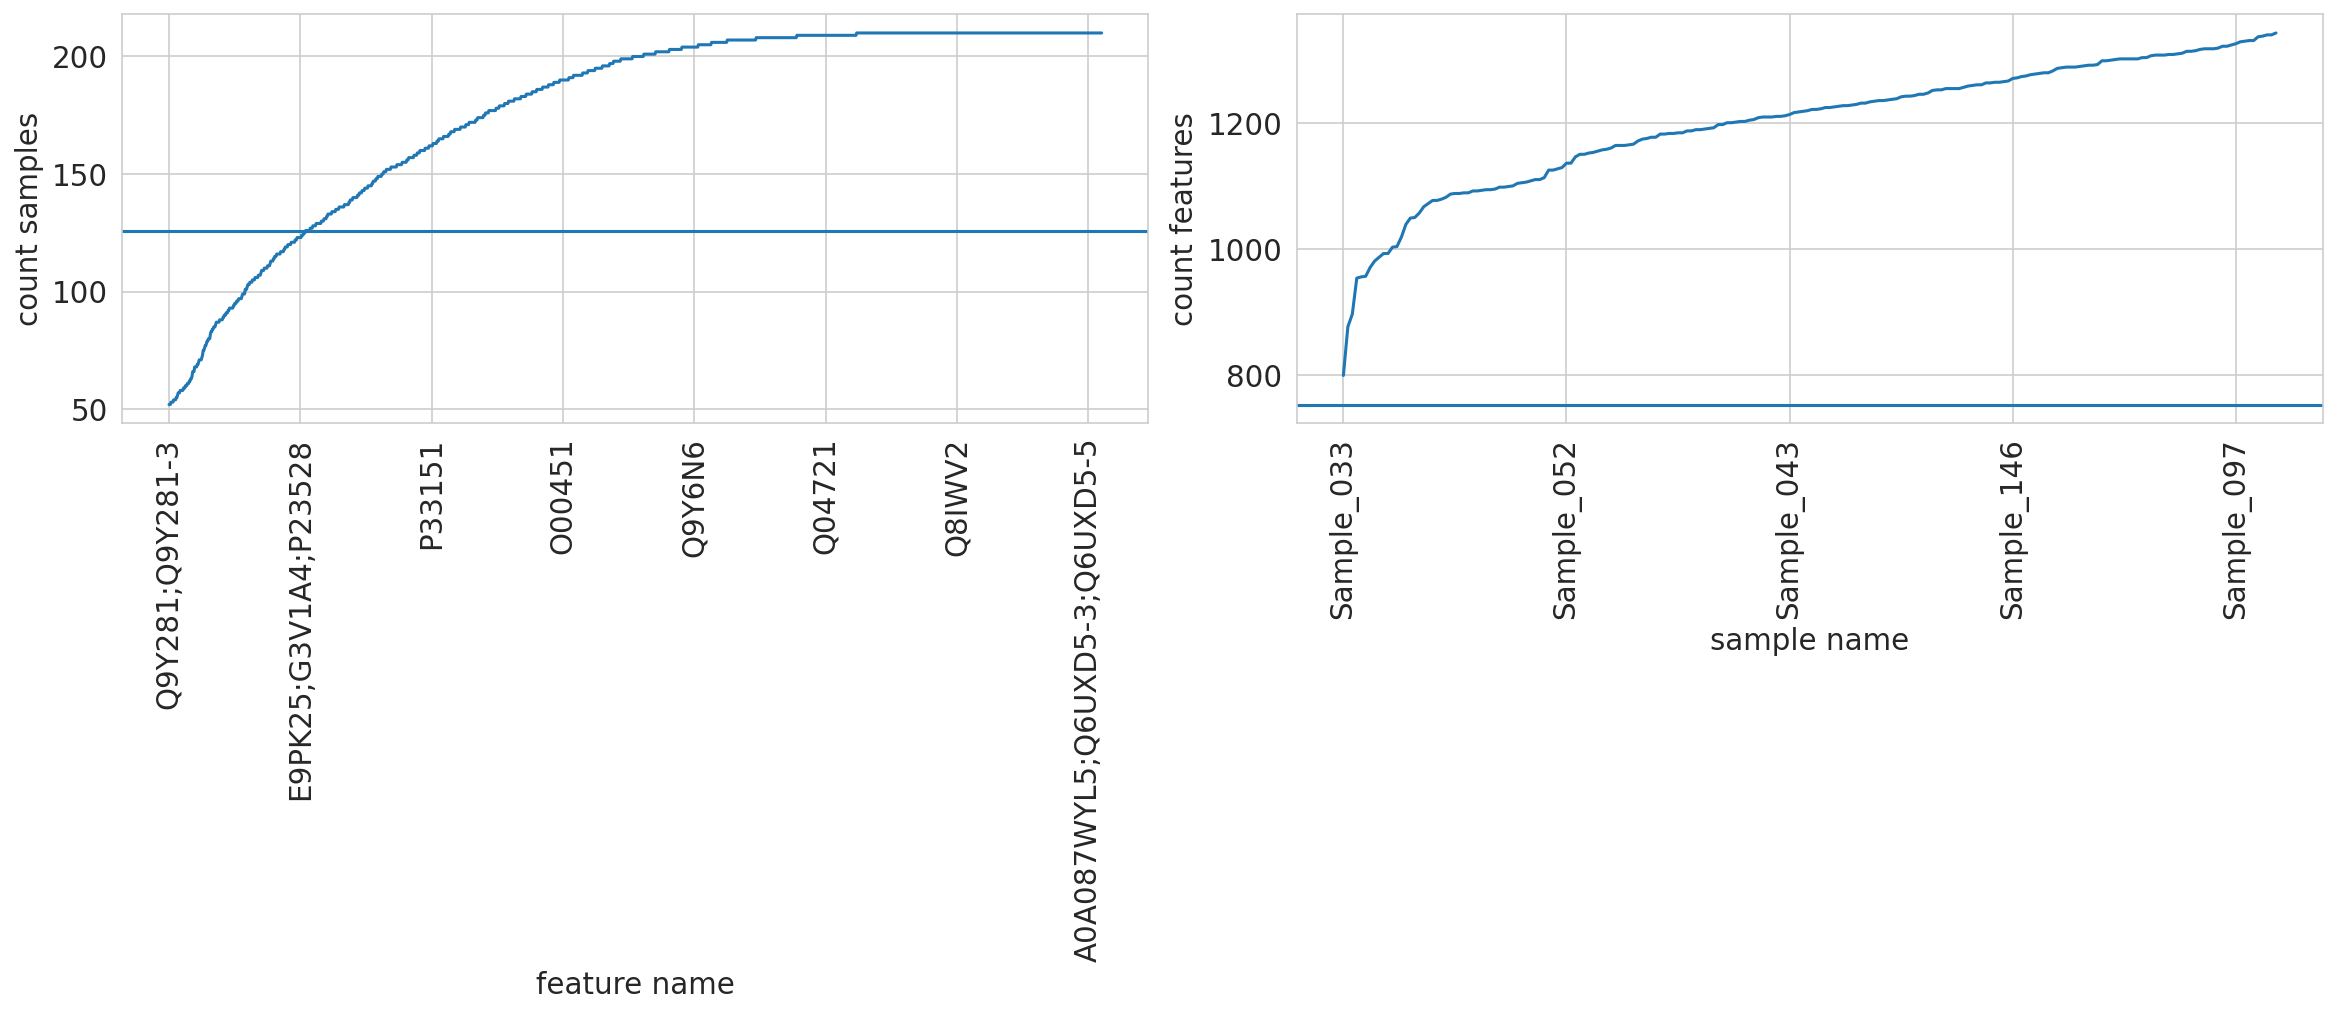 count samples
200
150
100
50
Q9Y281;Q9Y281-3
E9PK25;G3V1A4;P23528
P33151
O00451
Q9Y6N6
Q04721
Q8IWV2
A0A087WYL5;Q6UXD5-3;Q6UXD5-5
feature name
count features
1200
1000
800
Sample_033
Sample_052
Sample_043
Sample_146
Sample_097
sample name